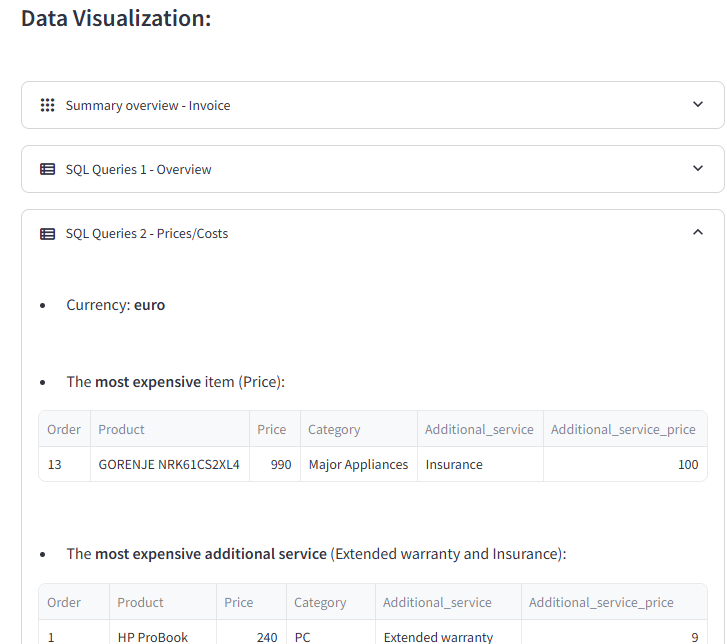 Data Visualization:
Summary overview - Invoice
SQL Queries 1 - Overview
SQL Queries 2 - Prices/Costs
• Currency: euro
• The most expensive item (Price):
Order Product Price Category Additional_service Additional_service_price
13 GORENJE NRK61CS2XL4 990 Major Appliances Insurance 100
• The most expensive additional service (Extended warranty and Insurance):
Order Product Price Category Additional_service Additional_service_price
1 HP ProBook 240 PC Extended warranty 9